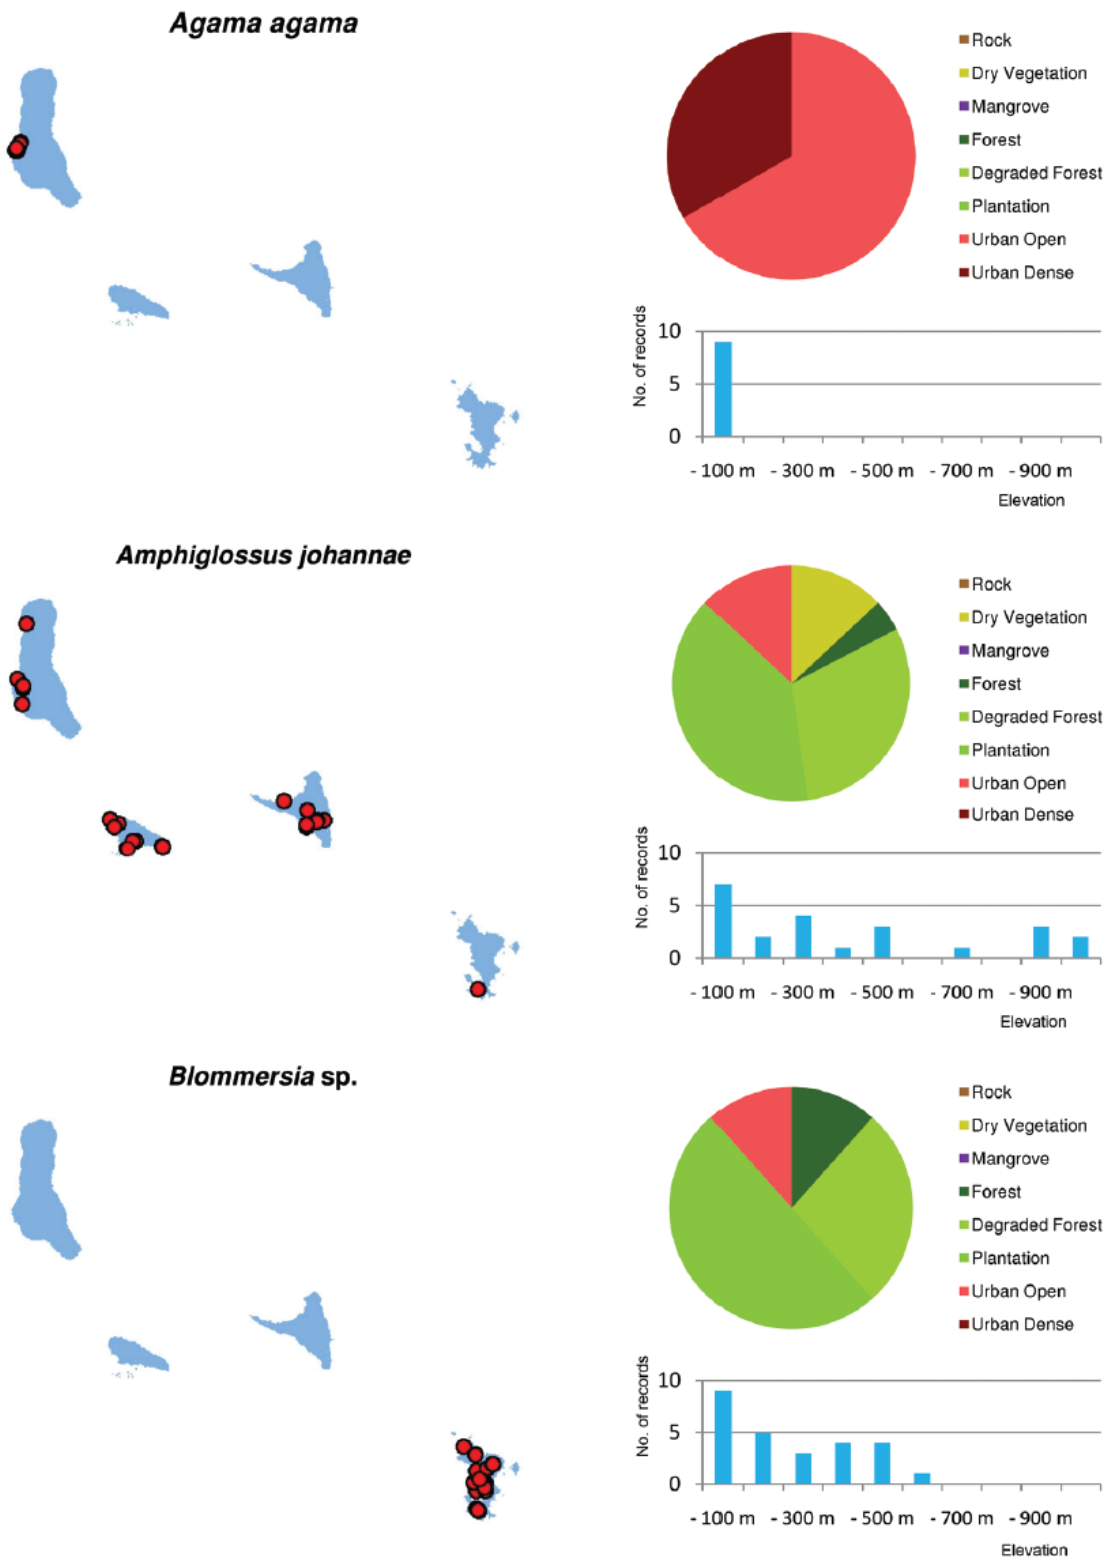 Agama agama
Rock
Dry Vegetation
Mangrove
Forest
Degraded Forest
Plantation
Urban Open
Urban Dense
No. of records
10
5
0
- 100 m - 300 m - 500 m - 700 m - 900 m
Elevation
Amphiglossus johannae
Rock
Dry Vegetation
Mangrove
Forest
Degraded Forest
Plantation
Urban Open
Urban Dense
No. of records
10
5
0
- 100 m - 300 m - 500 m - 700 m - 900 m
Elevation
Blommersia sp.
Rock
Dry Vegetation
Mangrove
Forest
Degraded Forest
Plantation
Urban Open
Urban Dense
No. of records
10
5
0
- 100 m - 300 m - 500 m - 700 m - 900 m
Elevation